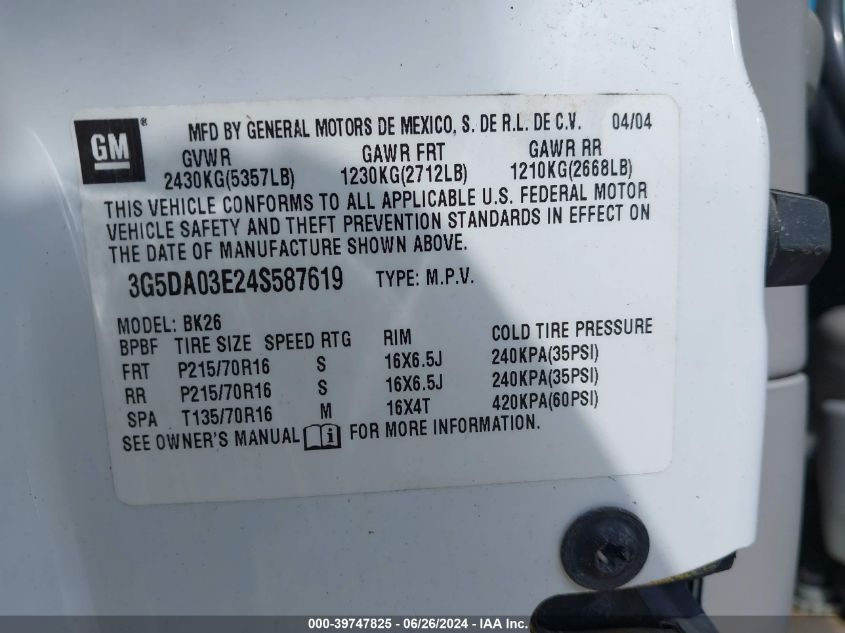 GM ® MFD BY GENERAL MOTORS DE MEXICO, S. DE R.L. DE C.V. 04/04
GVWR GAWR FRT GAWR RR
2430KG(5357LB) 1230KG(2712LB) 1210KG(2668LB)
THIS VEHICLE CONFORMS TO ALL APPLICABLE U.S. FEDERAL MOTOR
VEHICLE SAFETY AND THEFT PREVENTION STANDARDS IN EFFECT ON
THE DATE OF MANUFACTURE SHOWN ABOVE.
3G5DA03E24S587619 TYPE: M.P.V.
MODEL: BK26
BPBF TIRE SIZE SPEED RTG RIM COLD TIRE PRESSURE
FRT P215/70R16 S 16X6.5J 240KPA(35PSI)
RR P215/70R16 S 16X6.5J 240KPA(35PSI)
SPA T135/70R16 M 16X4T 420KPA(60PSI)
SEE OWNER'S MANUAL FOR MORE INFORMATION.
000-39747825 - 06/26/2024 - IAA Inc.